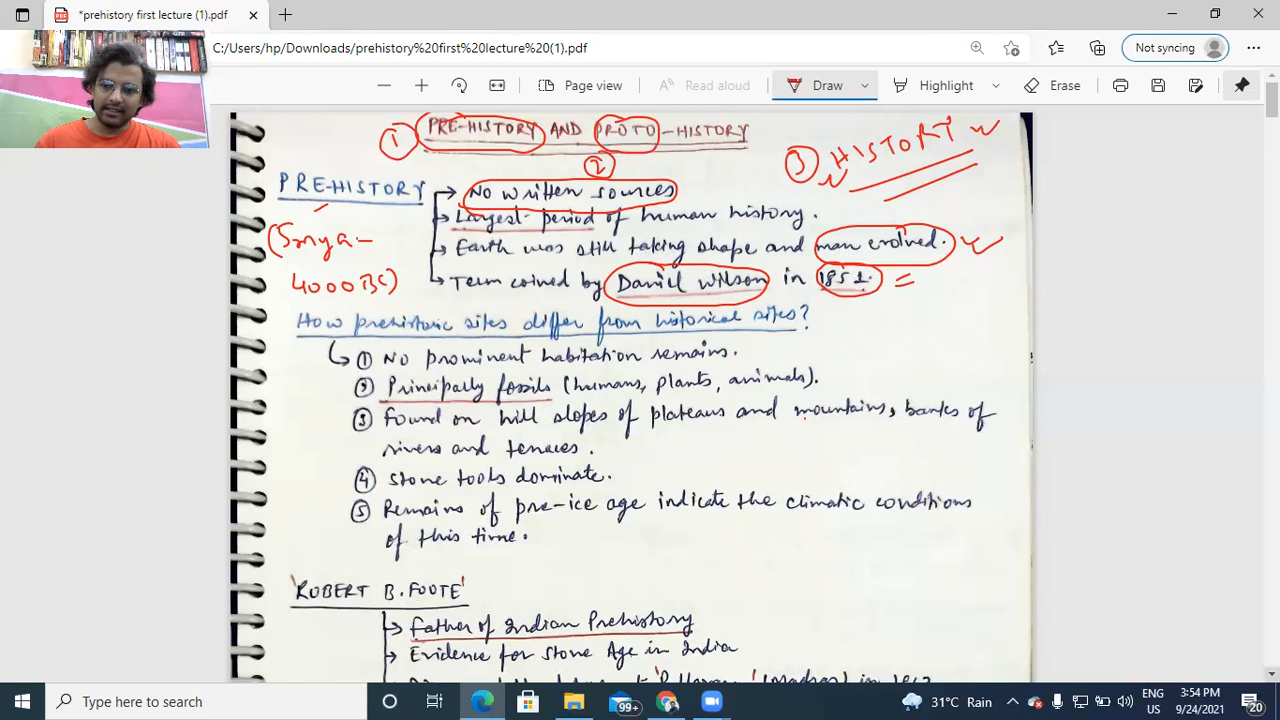 *prehistory first lecture (1).pdf
C:/Users/hp/Downloads/prehistory%20first%20lecture%20(1).pdf
Not syncing
Page view
Read aloud
Draw
Highlight
Erase
① PRE-HISTORY AND PROTO-HISTORY
②
③ HISTORY
PREHISTORY → No written sources
→ Largest period of human history.
→ Earth was still taking shape and man evolved.
→ Term coined by Daniel Wilson in 1851.
(5mya-
4000BC)
How prehistoric sites differ from historical sites?
① No prominent habitation remains.
② Principally fossils (humans, plants, animals).
③ Found on hill slopes of plateaus and mountains, banks of
rivers and terraces.
④ Stone tools dominate.
⑤ Remains of pre-ice age indicate the climatic conditions
of this time.
'ROBERT B. FOOTE'
→ Father of Indian Prehistory
→ Evidence for Stone Age in India
Type here to search
99+
31°C Rain
ENG
IN
3:54 PM
9/24/2021
20